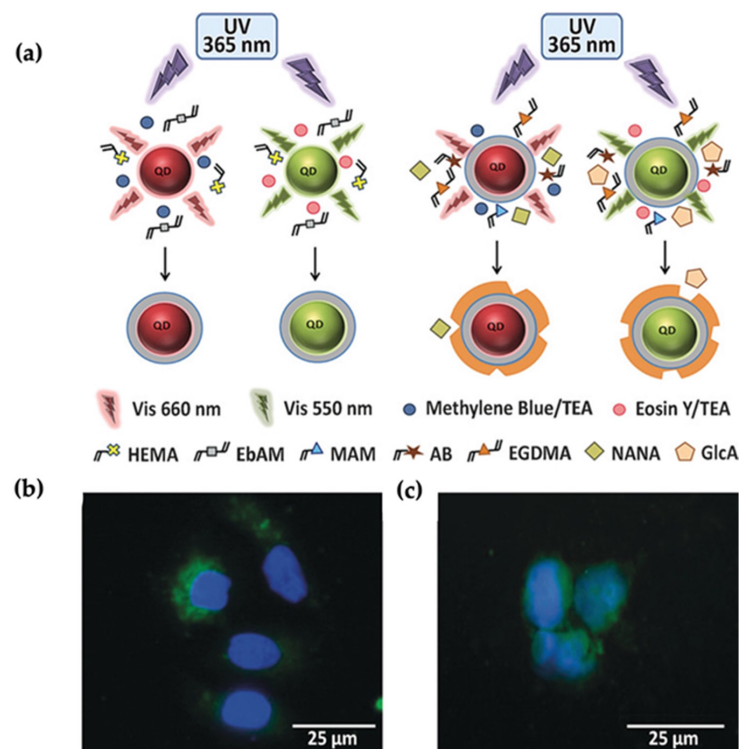 (a)
UV
365 nm
UV
365 nm
QD
QD
QD
QD
QD
QD
QD
QD
Vis 660 nm
Vis 550 nm
Methylene Blue/TEA
Eosin Y/TEA
HEMA
EbAM
MAM
AB
EGDMA
NANA
GlcA
(b)
(c)
25 µm
25 µm